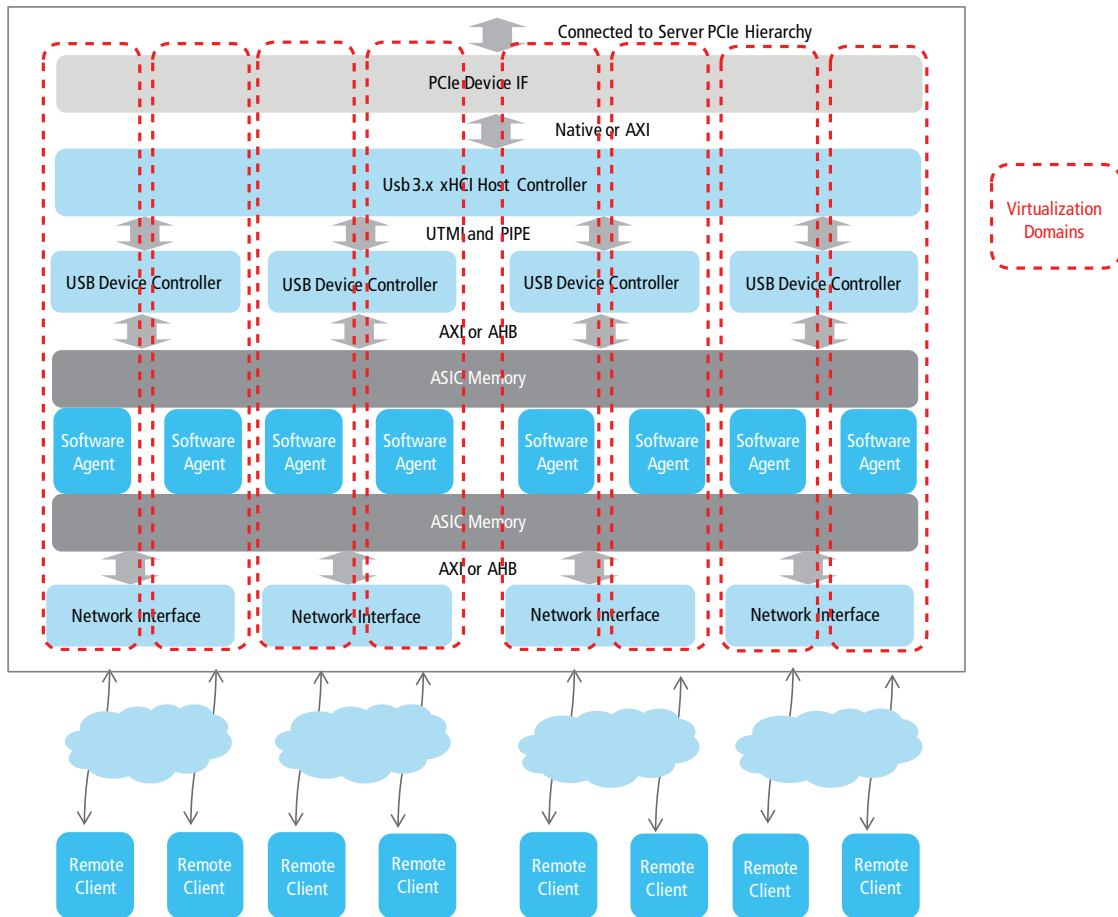 Connected to Server PCIe Hierarchy
PCIe Device IF
Native or AXI
Usb 3.x xHCI Host Controller
Virtualization
Domains
UTMI and PIPE
USB Device Controller
USB Device Controller
USB Device Controller
USB Device Controller
AXI or AHB
ASIC Memory
Software
Agent
Software
Agent
Software
Agent
Software
Agent
Software
Agent
Software
Agent
Software
Agent
Software
Agent
ASIC Memory
AXI or AHB
Network Interface
Network Interface
Network Interface
Network Interface
Remote
Client
Remote
Client
Remote
Client
Remote
Client
Remote
Client
Remote
Client
Remote
Client
Remote
Client